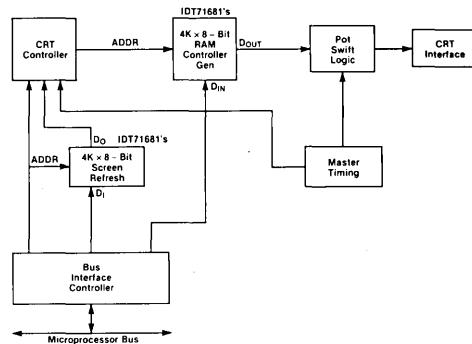 IDT71681's
CRT
Controller
ADDR
4K × 8 – Bit
RAM
Controller
Gen
DOUT
DIN
Pot
Swift
Logic
CRT
Interface
DO
IDT71681's
ADDR
4K × 8 – Bit
Screen
Refresh
DI
Master
Timing
Bus
Interface
Controller
Microprocessor Bus